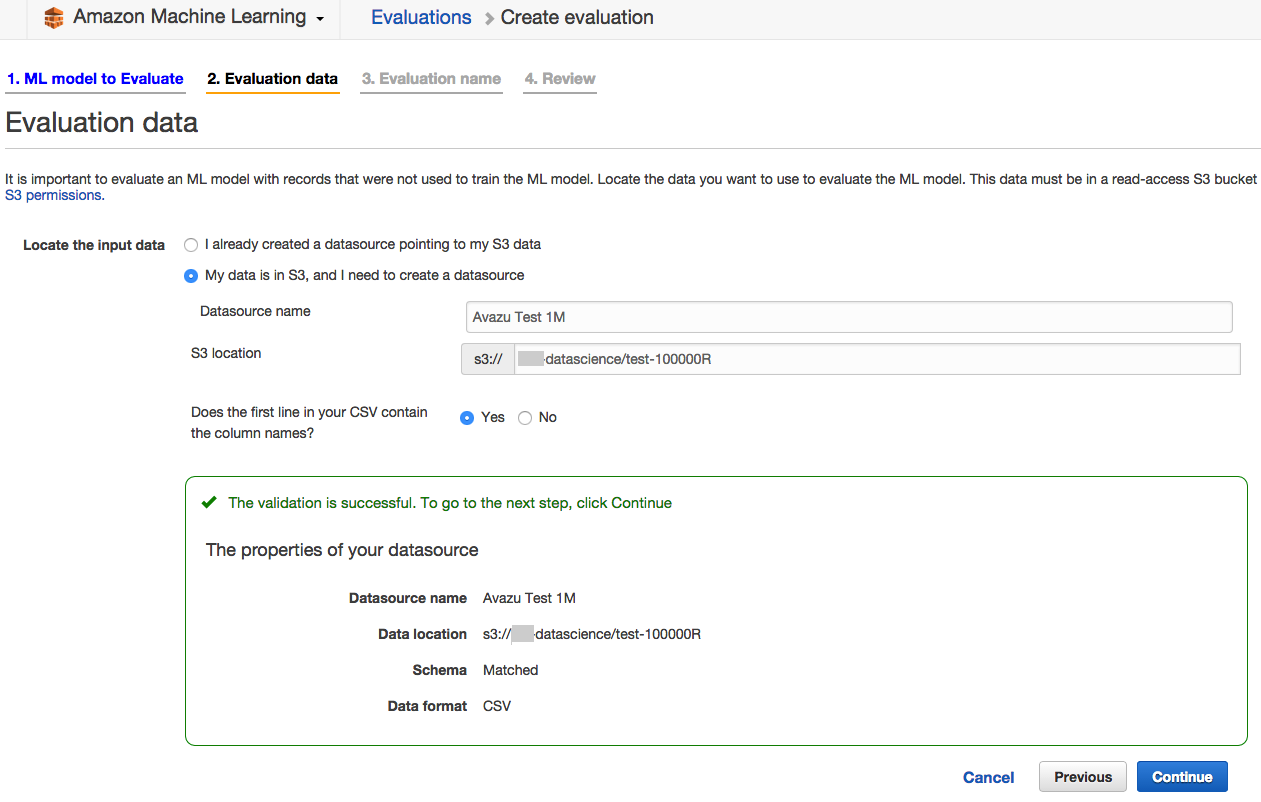 Amazon Machine Learning Evaluations Create evaluation
1. ML model to Evaluate 2. Evaluation data 3. Evaluation name 4. Review
Evaluation data
It is important to evaluate an ML model with records that were not used to train the ML model. Locate the data you want to use to evaluate the ML model. This data must be in a read-access S3 bucket
S3 permissions.
Locate the input data I already created a datasource pointing to my S3 data
My data is in S3, and I need to create a datasource
Datasource name Avazu Test 1M
S3 location s3:// -datascience/test-100000R
Does the first line in your CSV contain Yes No
the column names?
The validation is successful. To go to the next step, click Continue
The properties of your datasource
Datasource name Avazu Test 1M
Data location s3:// -datascience/test-100000R
Schema Matched
Data format CSV
Cancel Previous Continue